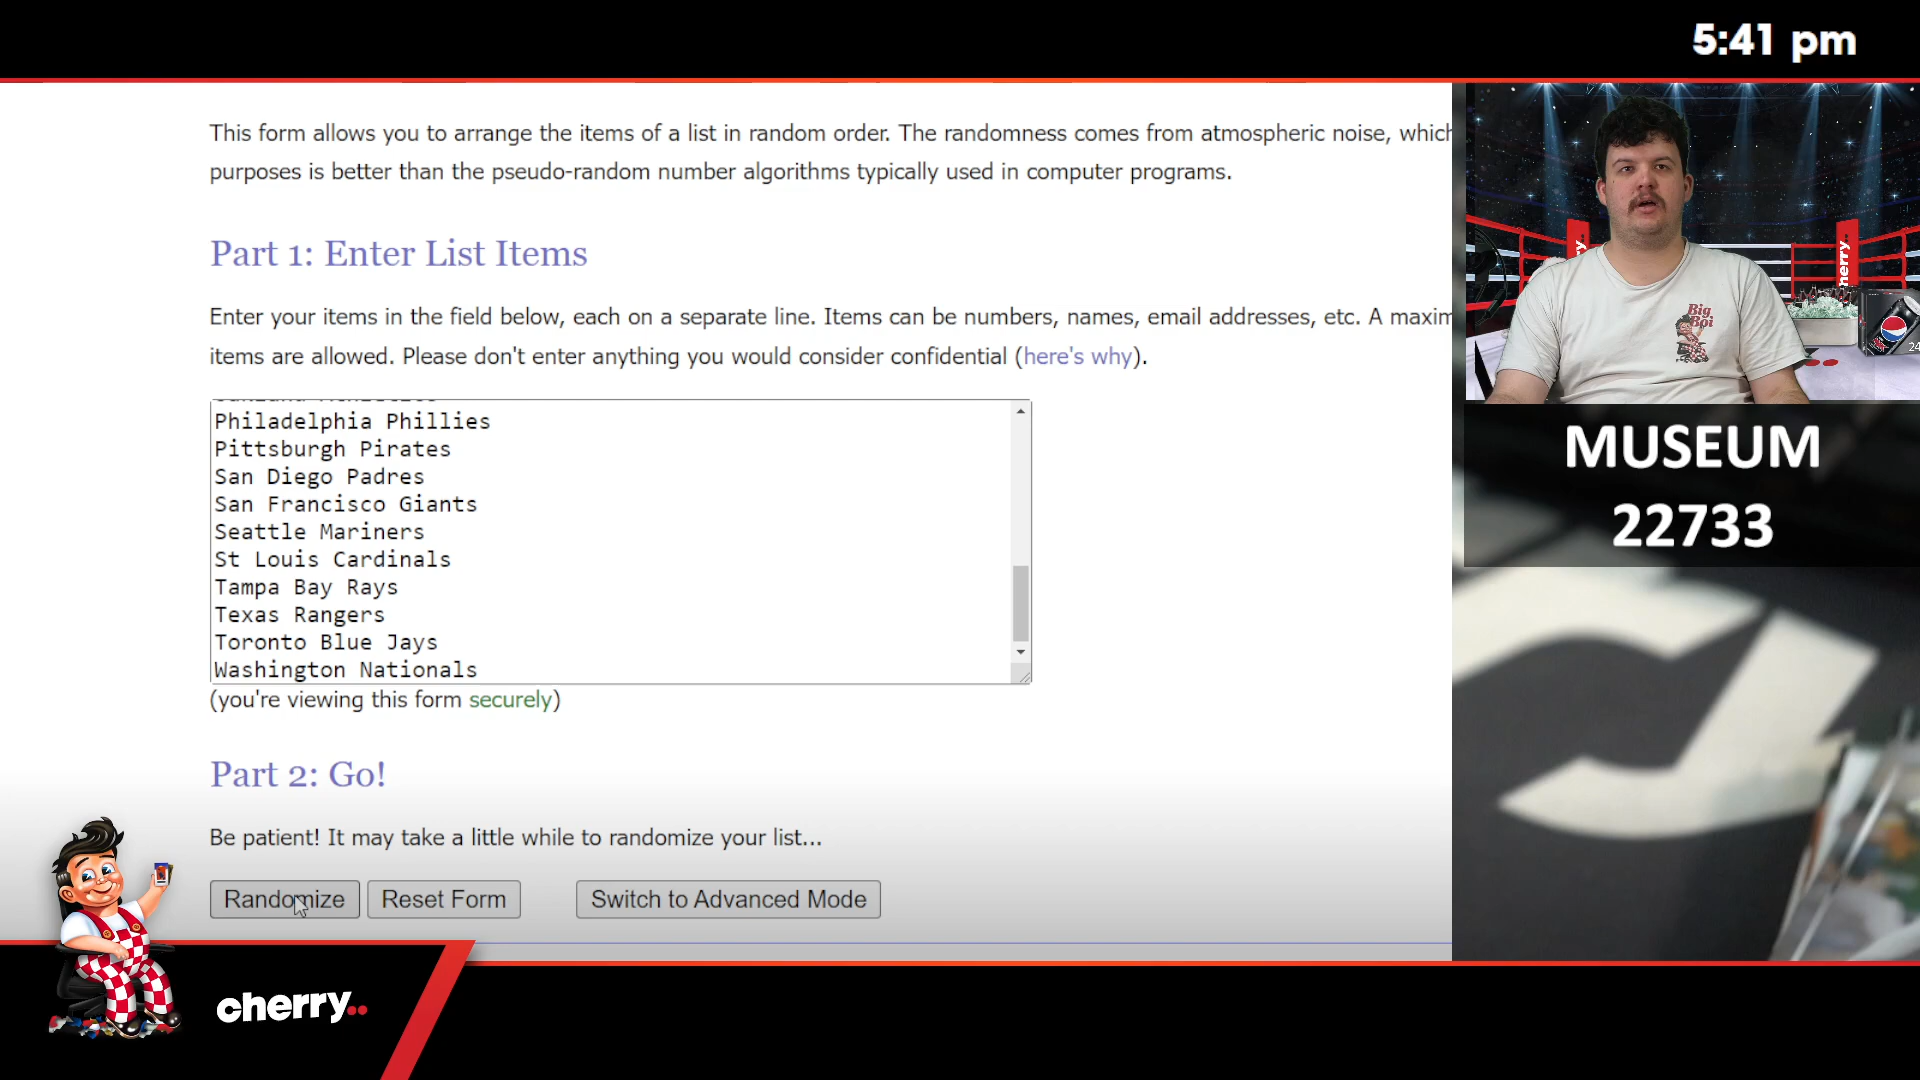 5:41 pm
This form allows you to arrange the items of a list in random order. The randomness comes from atmospheric noise, which
purposes is better than the pseudo-random number algorithms typically used in computer programs.
Part 1: Enter List Items
Enter your items in the field below, each on a separate line. Items can be numbers, names, email addresses, etc. A maxim
items are allowed. Please don't enter anything you would consider confidential (here's why).
Philadelphia Phillies
Pittsburgh Pirates
San Diego Padres
San Francisco Giants
Seattle Mariners
St Louis Cardinals
Tampa Bay Rays
Texas Rangers
Toronto Blue Jays
Washington Nationals
(you're viewing this form securely)
Part 2: Go!
Be patient! It may take a little while to randomize your list...
Randomize
Reset Form
Switch to Advanced Mode
cherry..
Big
Boi
herry..
24
MUSEUM
22733